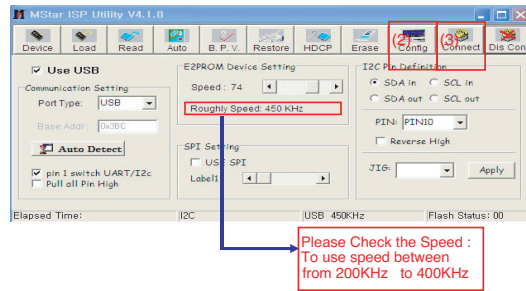 MStar ISP Utility V4.1.8
Device Load Read Auto B. P. V. Restore HDCP Erase Config Connect Dis Con
(2) (3)
Use USB
Communication Setting
Port Type: USB
Base Addr: 0x3BC
Auto Detect
pin 1 switch UART/I2c
Pull all Pin High
E2PROM Device Setting
Speed : 74
Roughly Speed: 450 KHz
SPI Setting
USE SPI
Label1
I2C Pin Definition
SDA in SCL in
SDA out SCL out
PIN: PIN10
Reverse High
JIG:
Apply
Elapsed Time: I2C USB 450KHz Flash Status: 00
Please Check the Speed :
To use speed between
from 200KHz to 400KHz